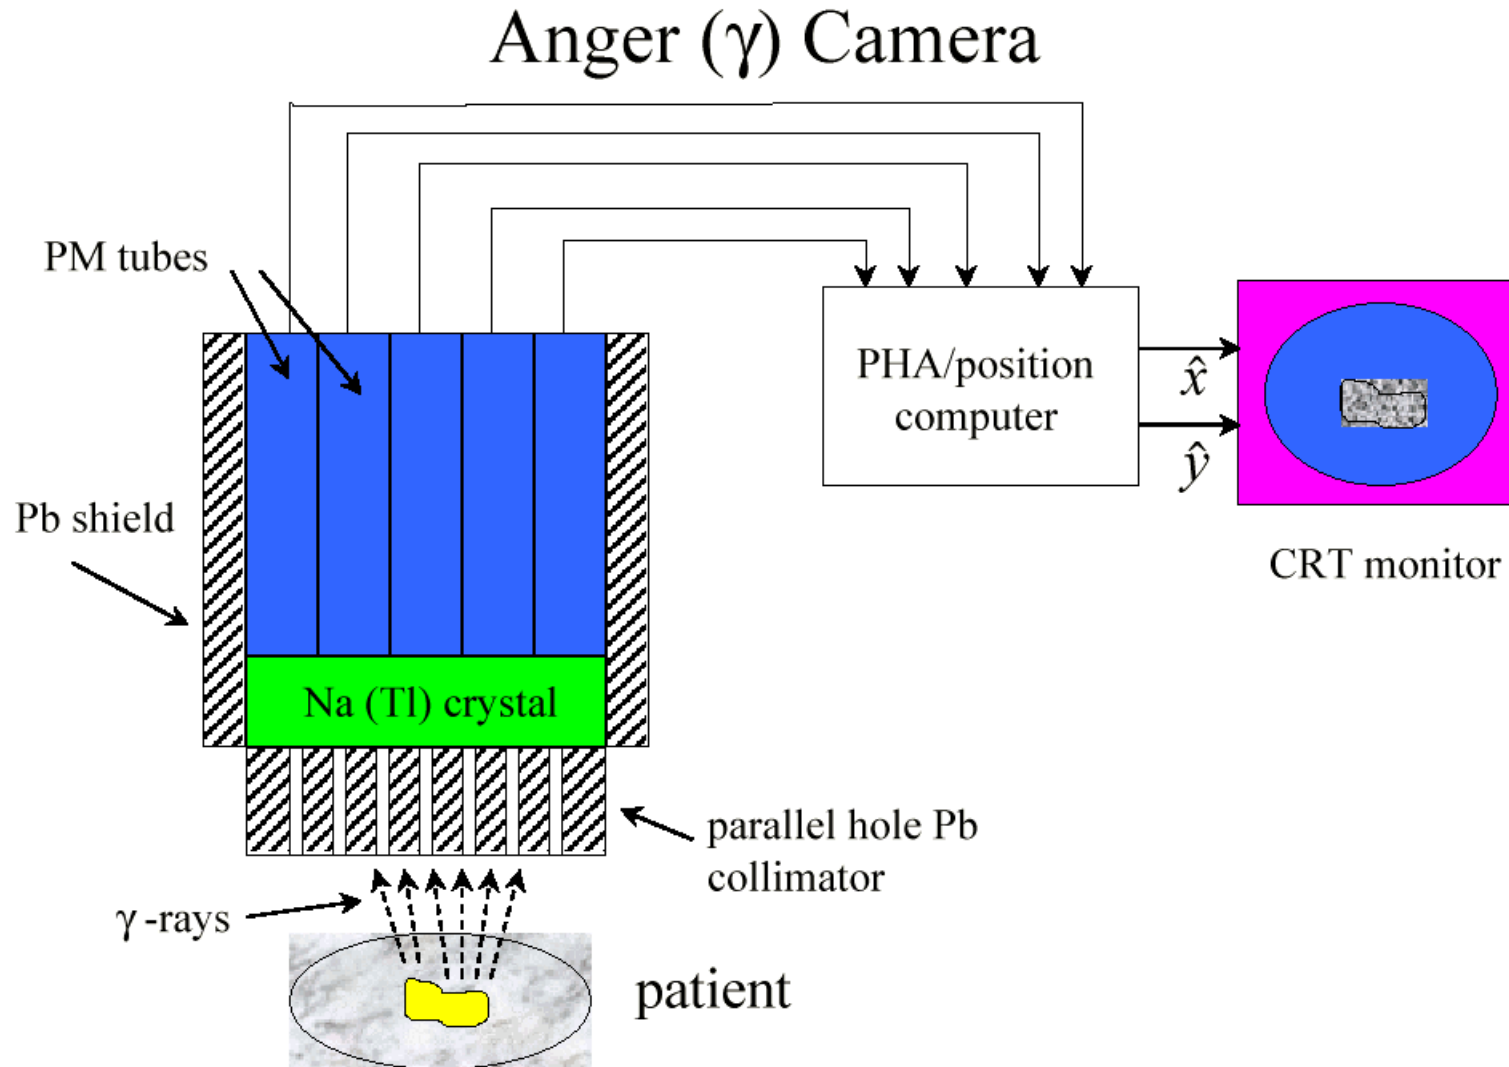 Anger (γ) Camera
PM tubes
PHA/position
computer
x̂
ŷ
Pb shield
CRT monitor
Na (Tl) crystal
parallel hole Pb
collimator
γ -rays
patient